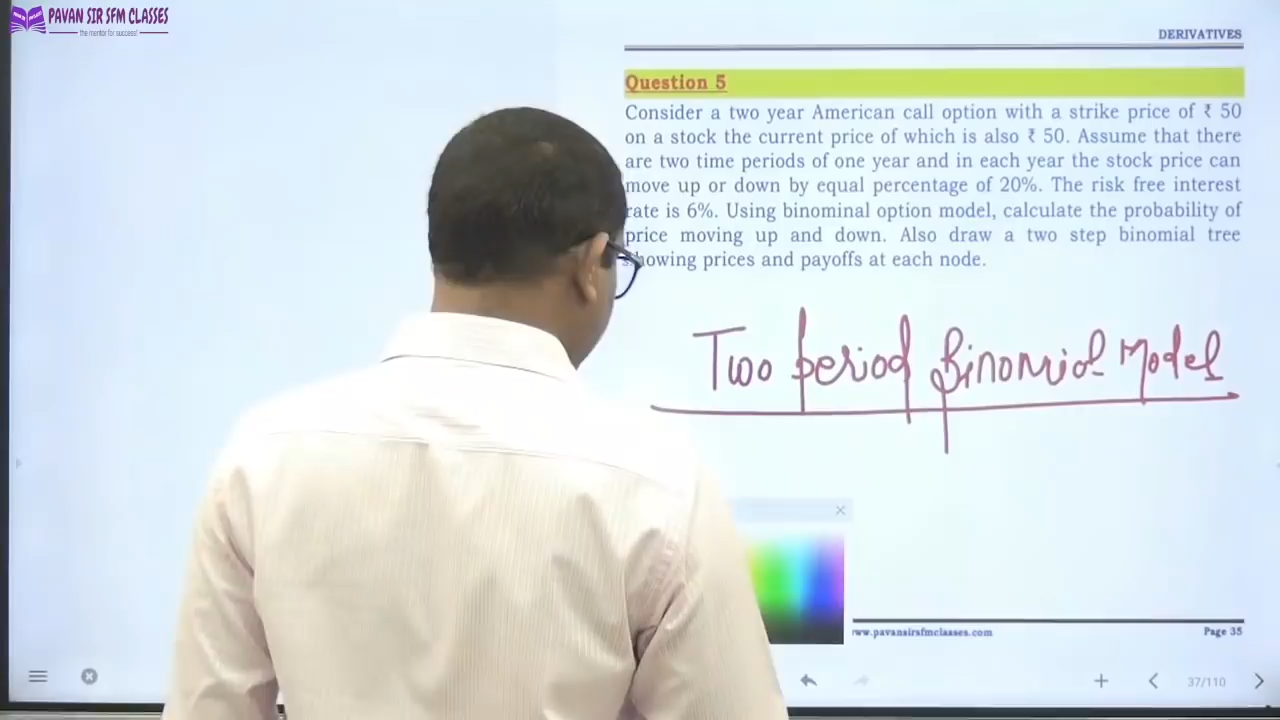 PAVAN SIR SFM CLASSES
the mentor for success!
DERIVATIVES
Question 5
Consider a two year American call option with a strike price of ₹ 50
on a stock the current price of which is also ₹ 50. Assume that there
are two time periods of one year and in each year the stock price can
move up or down by equal percentage of 20%. The risk free interest
rate is 6%. Using binominal option model, calculate the probability of
price moving up and down. Also draw a two step binomial tree
showing prices and payoffs at each node.
Two period Binomial Model
www.pavansirsfmclaases.com
Page 35
37/110